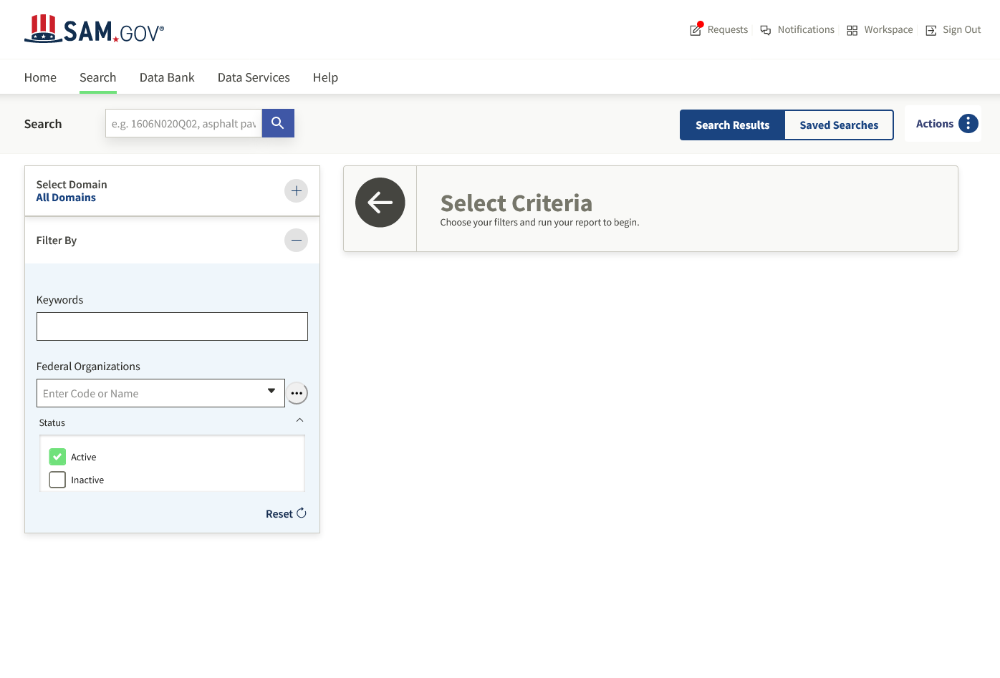 SAM.GOV®
Requests
Notifications
Workspace
Sign Out
Home
Search
Data Bank
Data Services
Help
Search
e.g. 1606N020Q02, asphalt pav
Search Results
Saved Searches
Actions
Select Domain
All Domains
Filter By
Keywords
Federal Organizations
Enter Code or Name
Status
Active
Inactive
Reset
Select Criteria
Choose your filters and run your report to begin.